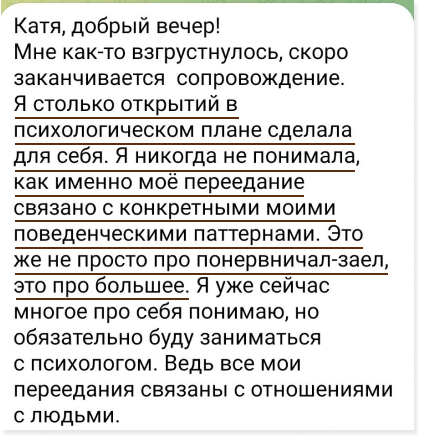 Катя, добрый вечер!
Мне как-то взгрустнулось, скоро
заканчивается сопровождение.
Я столько открытий в
психологическом плане сделала
для себя. Я никогда не понимала,
как именно моё переедание
связано с конкретными моими
поведенческими паттернами. Это
же не просто про понервничал-заел,
это про большее. Я уже сейчас
многое про себя понимаю, но
обязательно буду заниматься
с психологом. Ведь все мои
переедания связаны с отношениями
с людьми.